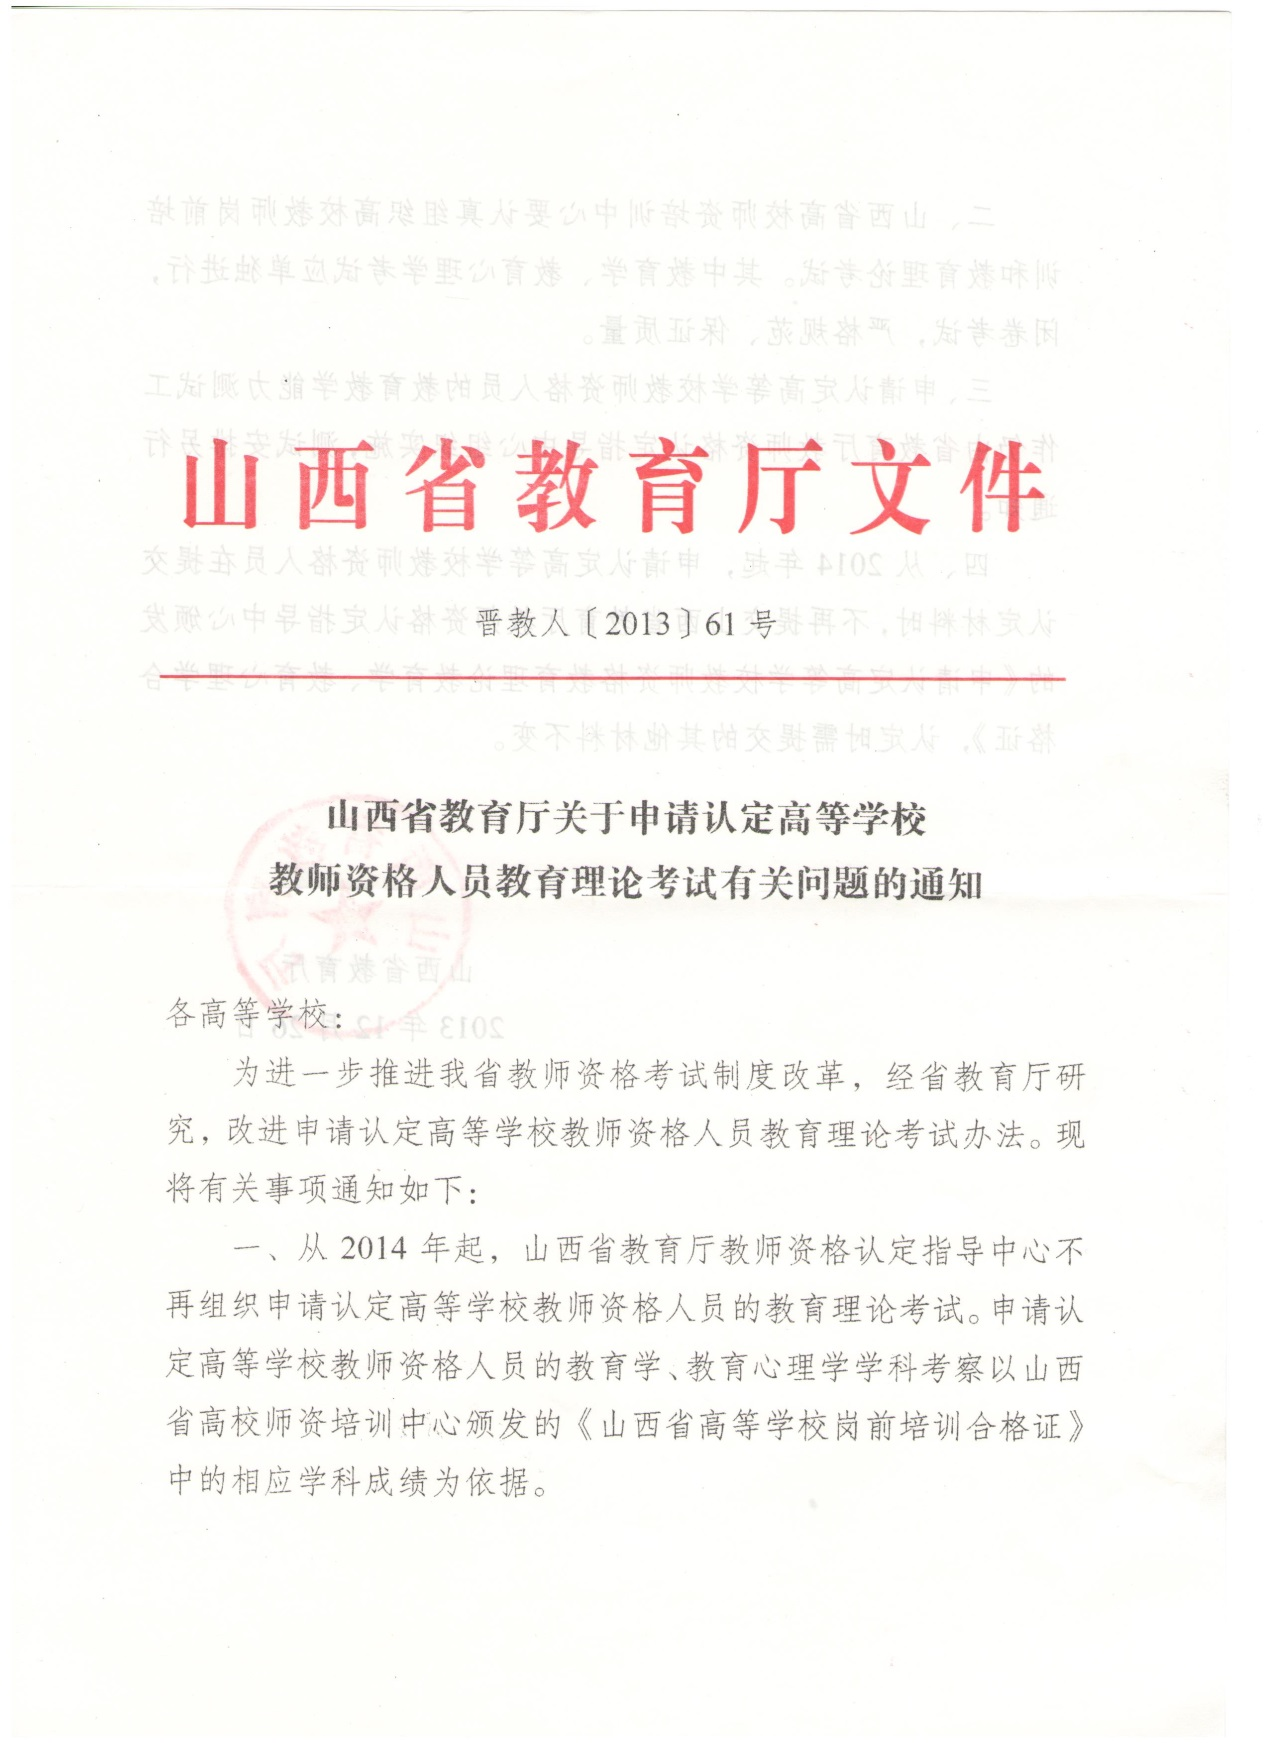 山西省教育厅文件
晋教人〔2013〕61号
山西省教育厅关于申请认定高等学校
教师资格人员教育理论考试有关问题的通知
各高等学校：
为进一步推进我省教师资格考试制度改革，经省教育厅研
究，改进申请认定高等学校教师资格人员教育理论考试办法。现
将有关事项通知如下：
一、从 2014 年起，山西省教育厅教师资格认定指导中心不
再组织申请认定高等学校教师资格人员的教育理论考试。申请认
定高等学校教师资格人员的教育学、教育心理学学科考察以山西
省高校师资培训中心颁发的《山西省高等学校岗前培训合格证》
中的相应学科成绩为依据。